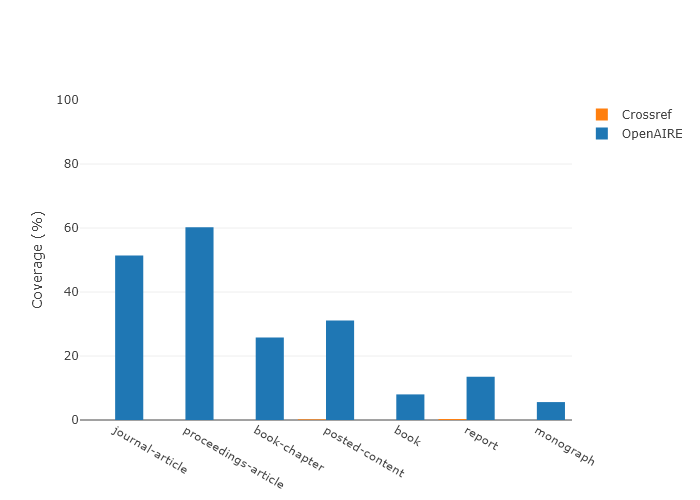 100
80
60
40
20
0
Coverage (%)
journal-article
proceedings-article
book-chapter
posted-content
book
report
monograph
Crossref
OpenAIRE